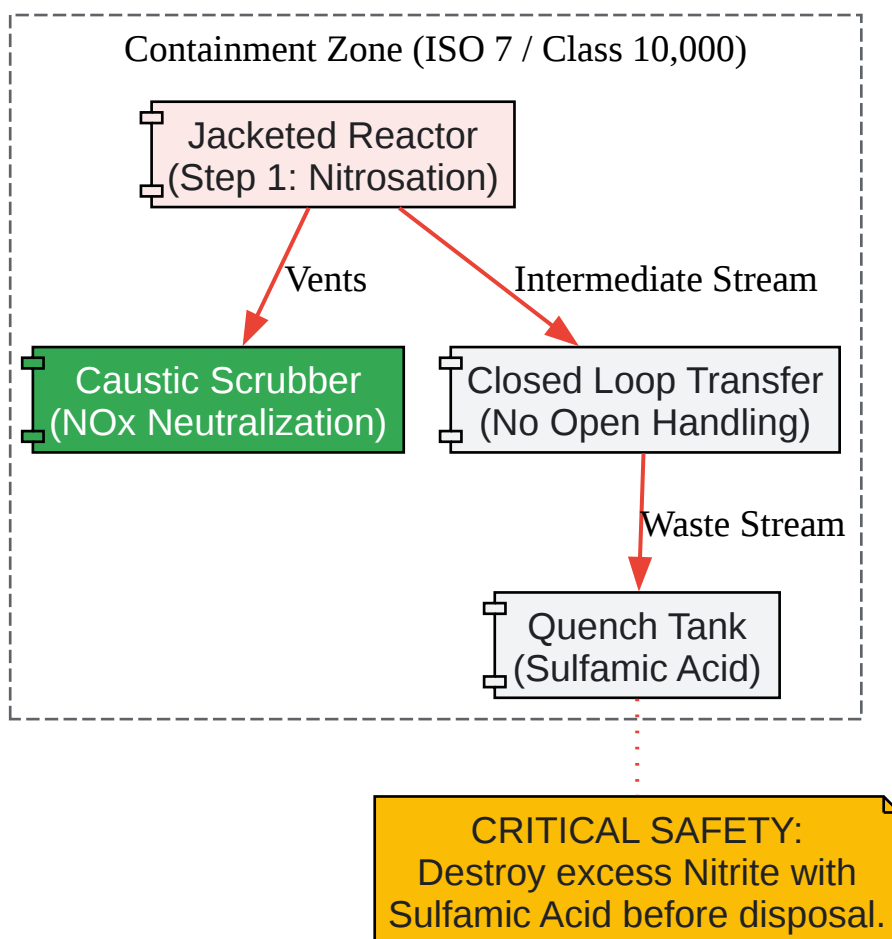 Containment Zone (ISO 7 / Class 10,000)
Jacketed Reactor
(Step 1: Nitrosation)
Vents
Intermediate Stream
Caustic Scrubber
(NOx Neutralization)
Closed Loop Transfer
(No Open Handling)
Waste Stream
Quench Tank
(Sulfamic Acid)
CRITICAL SAFETY:
Destroy excess Nitrite with
Sulfamic Acid before disposal.